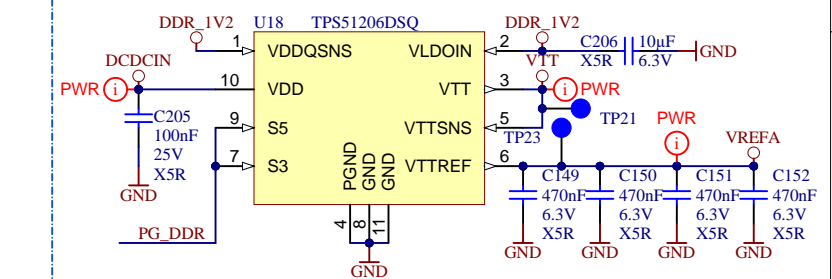 DDR_1V2
U18 TPS51206DSQ
DDR_1V2
1 VDDQSNS
VLDOIN 2
C206 10µF
X5R 6.3V
GND
DCDCIN
VTT
PWR i
10 VDD
VTT 3
i PWR
C205
100nF
25V
X5R
GND
9 S5
VTTSNS 5
TP21
TP23
PWR
i
VREFA
7 S3
VTTREF 6
PGND
GND
GND
4
8
11
GND
PG_DDR
C149
470nF
6.3V
X5R
GND
C150
470nF
6.3V
X5R
GND
C151
470nF
6.3V
X5R
GND
C152
470nF
6.3V
X5R
GND